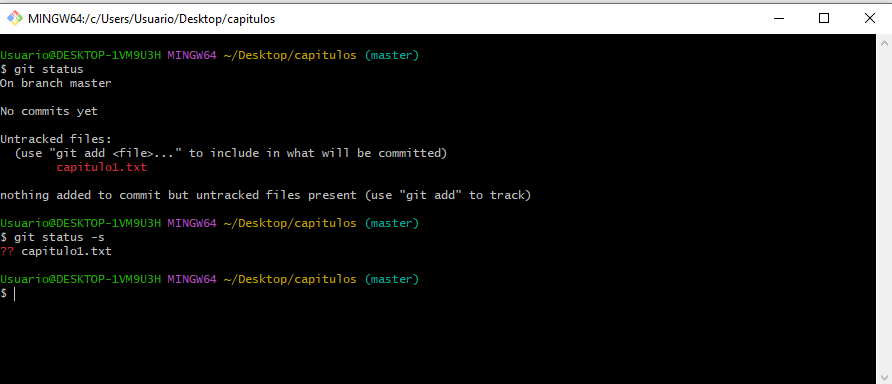 MINGW64:/c/Users/Usuario/Desktop/capitulos
Usuario@DESKTOP-1VM9U3H MINGW64 ~/Desktop/capitulos (master)
$ git status
On branch master
No commits yet
Untracked files:
  (use "git add <file>..." to include in what will be committed)
        capitulo1.txt
nothing added to commit but untracked files present (use "git add" to track)
Usuario@DESKTOP-1VM9U3H MINGW64 ~/Desktop/capitulos (master)
$ git status -s
?? capitulo1.txt
Usuario@DESKTOP-1VM9U3H MINGW64 ~/Desktop/capitulos (master)
$